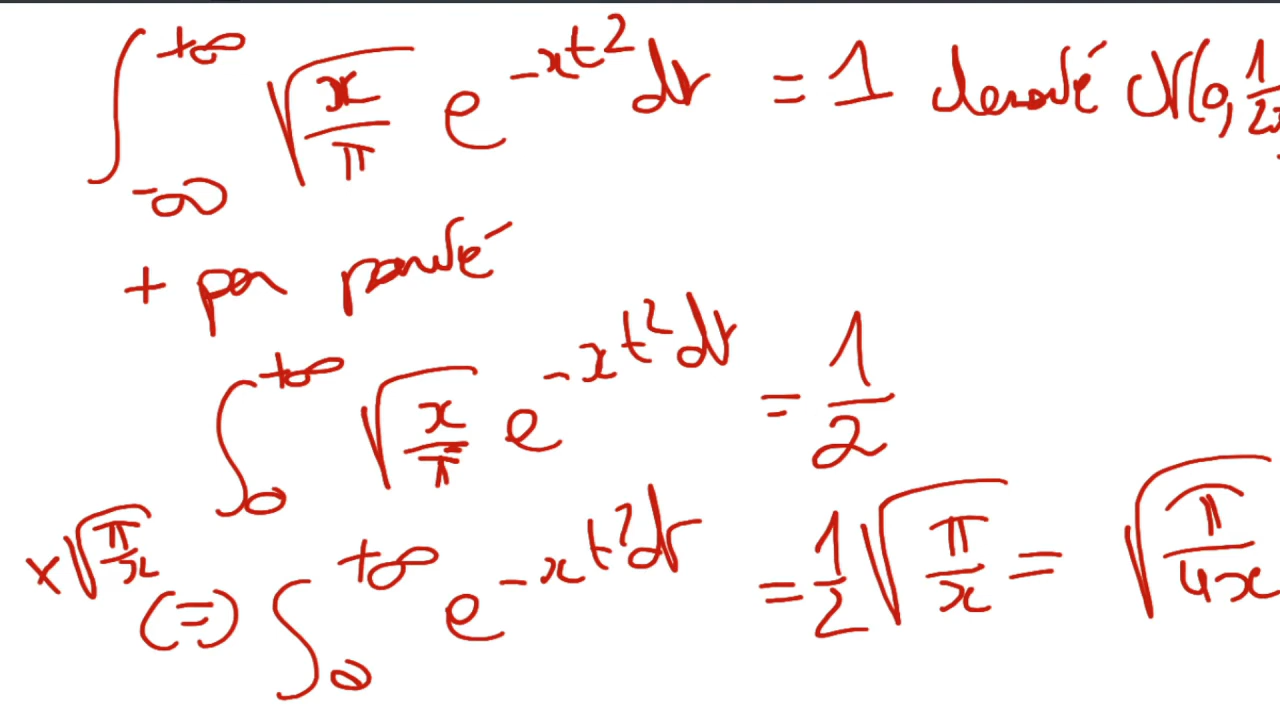 ∫_{-∞}^{+∞} √(x/π) e^{-xt²} dt = 1 densité N(0, 1/2x
+ par parité
∫_0^{+∞} √(x/π) e^{-xt²} dt = 1/2
×√(π/x) (=) ∫_0^{+∞} e^{-xt²} dt = 1/2 √(π/x) = √(π/4x)